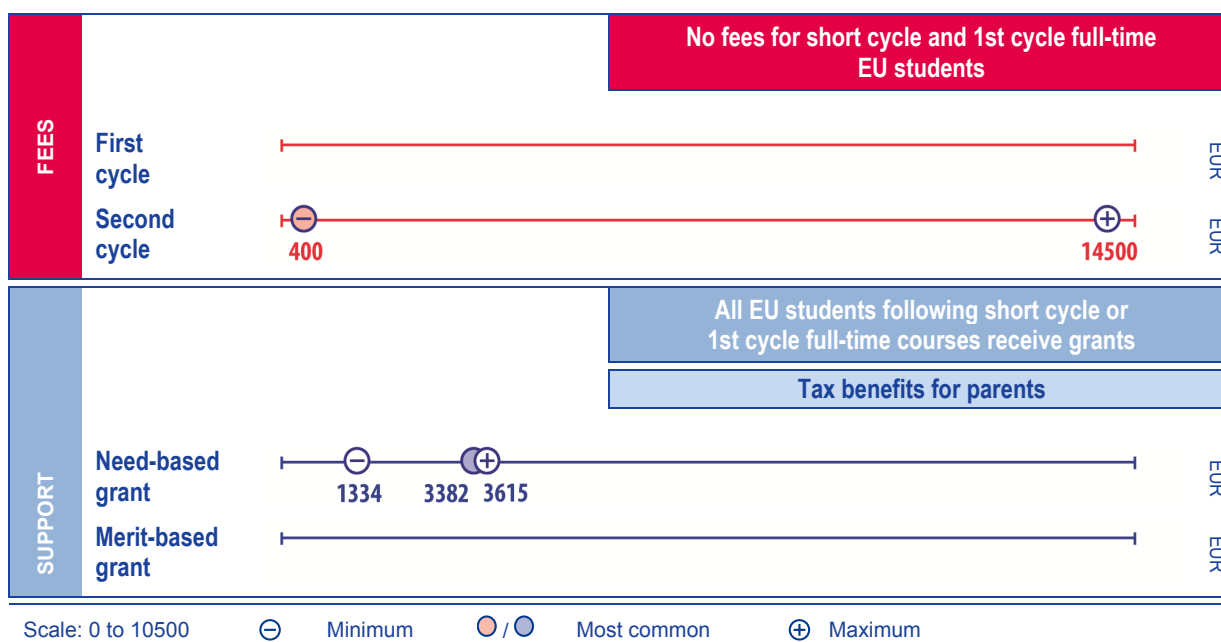 No fees for short cycle and 1st cycle full-time
EU students
FEES
First
cycle
EUR
Second
cycle
400
14500
EUR
All EU students following short cycle or
1st cycle full-time courses receive grants
Tax benefits for parents
SUPPORT
Need-based
grant
1334
3382
3615
EUR
Merit-based
grant
EUR
Scale: 0 to 10500
Minimum
/
Most common
Maximum